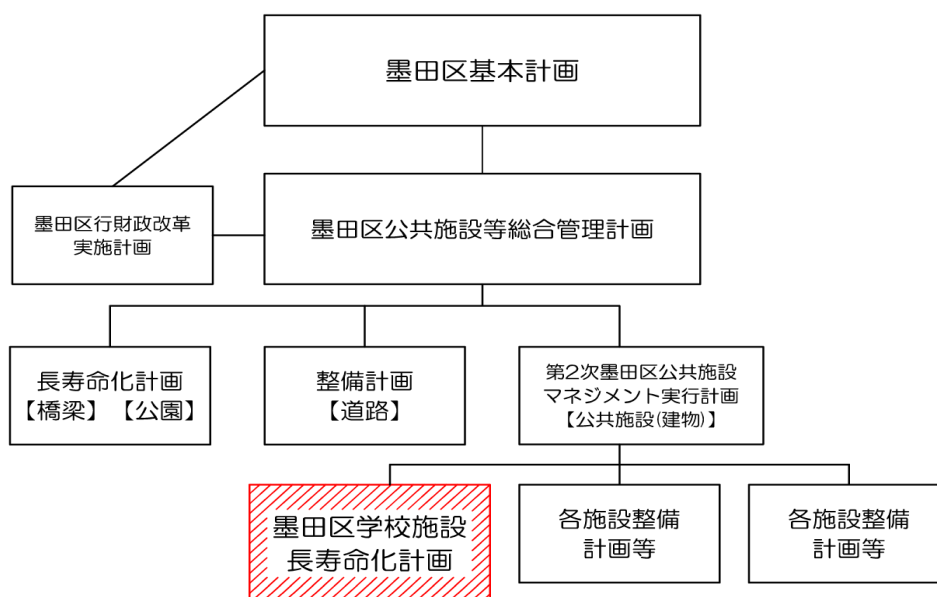 墨田区基本計画
墨田区行財政改革
実施計画
墨田区公共施設等総合管理計画
長寿命化計画
【橋梁】【公園】
整備計画
【道路】
第2次墨田区公共施設
マネジメント実行計画
【公共施設(建物)】
墨田区学校施設
長寿命化計画
各施設整備
計画等
各施設整備
計画等